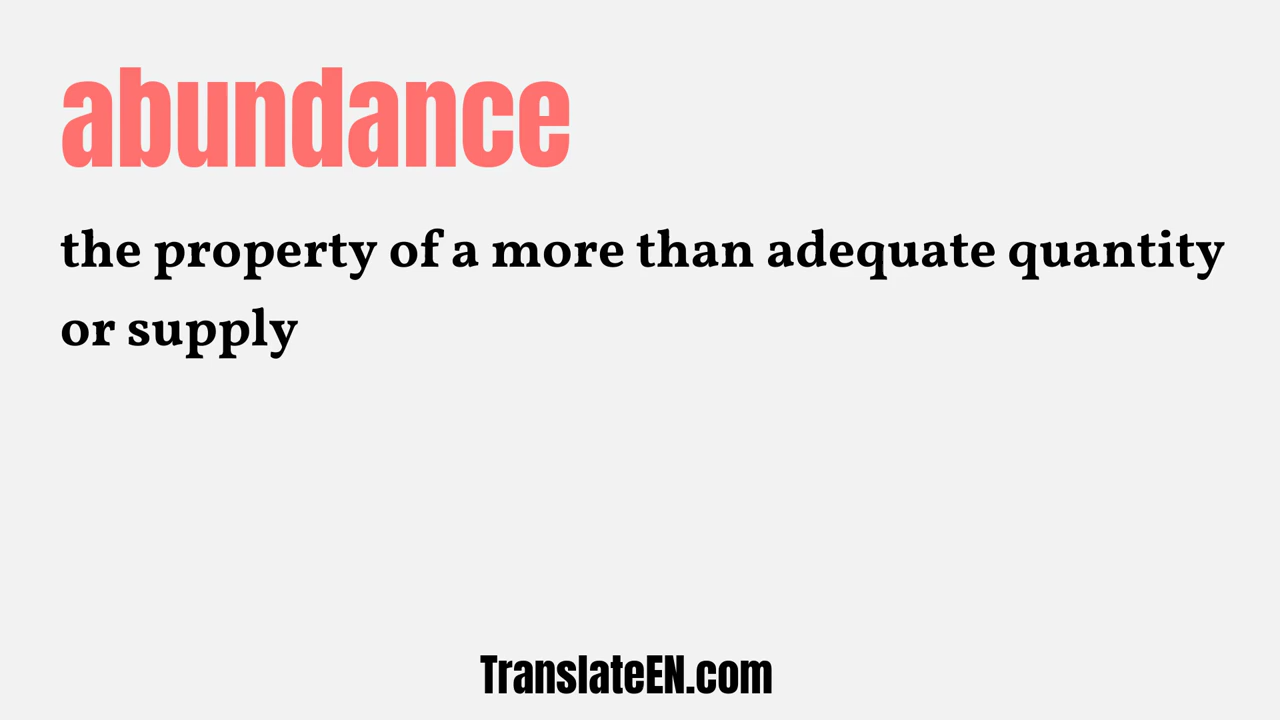 abundance
the property of a more than adequate quantity
or supply
TranslateEN.com